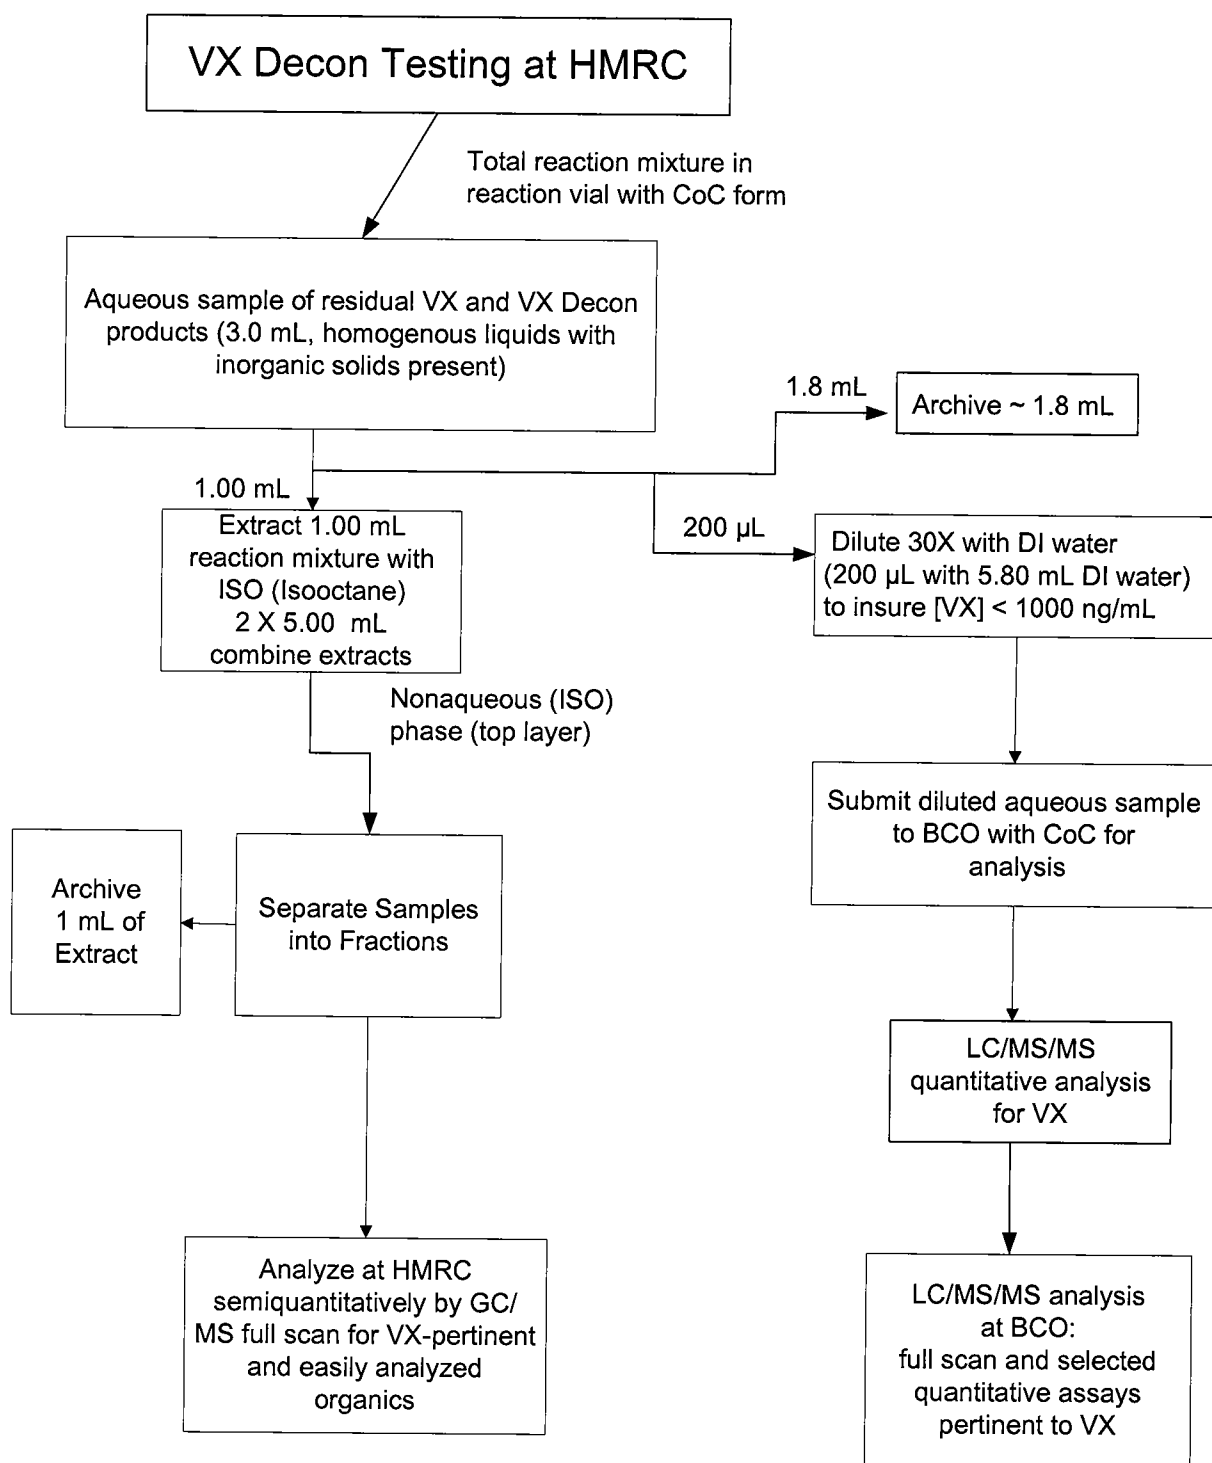 VX Decon Testing at HMRC
Total reaction mixture in
reaction vial with CoC form
Aqueous sample of residual VX and VX Decon
products (3.0 mL, homogenous liquids with
inorganic solids present)
1.8 mL
Archive ~ 1.8 mL
1.00 mL
Extract 1.00 mL
reaction mixture with
ISO (Isooctane)
2 X 5.00 mL
combine extracts
200 µL
Dilute 30X with DI water
(200 µL with 5.80 mL DI water)
to insure [VX] < 1000 ng/mL
Nonaqueous (ISO)
phase (top layer)
Submit diluted aqueous sample
to BCO with CoC for
analysis
Archive
1 mL of
Extract
Separate Samples
into Fractions
LC/MS/MS
quantitative analysis
for VX
Analyze at HMRC
semiquantitatively by GC/
MS full scan for VX-pertinent
and easily analyzed
organics
LC/MS/MS analysis
at BCO:
full scan and selected
quantitative assays
pertinent to VX